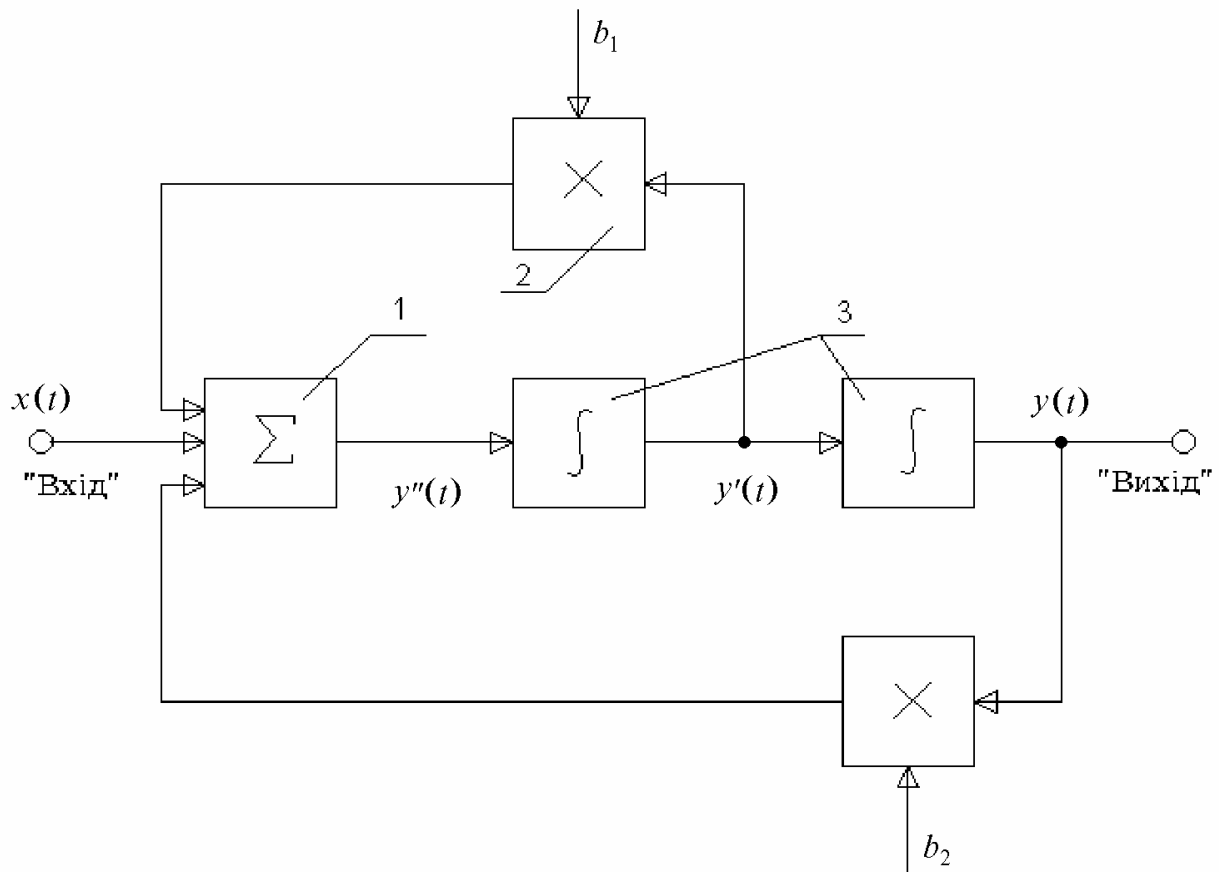 b₁
×
2
1
3
x(t)
"Вхід"
Σ
y''(t)
∫
y'(t)
∫
y(t)
"Вихід"
×
b₂